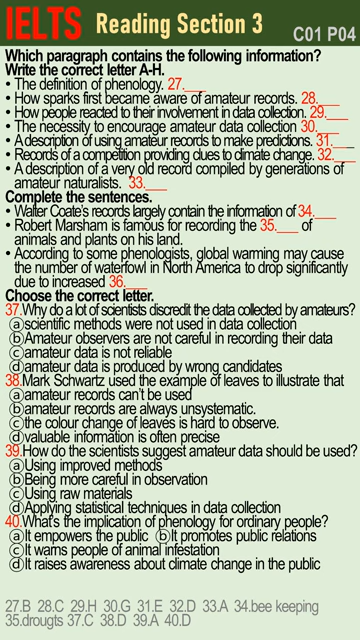 IELTS Reading Section 3 C01 P04
Which paragraph contains the following information?
Write the correct letter A-H.
• The definition of phenology. 27.___
• How sparks first became aware of amateur records. 28.___
• How people reacted to their involvement in data collection. 29.___
• The necessity to encourage amateur data collection 30.___
• A description of using amateur records to make predictions. 31.___
• Records of a competition providing clues to climate change. 32.___
• A description of a very old record compiled by generations of
amateur naturalists. 33.___
Complete the sentences.
• Walter Coate's records largely contain the information of 34.___
• Robert Marsham is famous for recording the 35.___ of
animals and plants on his land.
• According to some phenologists, global warming may cause
the number of waterfowl in North America to drop significantly
due to increased 36.___
Choose the correct letter.
37.Why do a lot of scientists discredit the data collected by amateurs?
ⓐscientific methods were not used in data collection
ⓑAmateur observers are not careful in recording their data
ⓒamateur data is not reliable
ⓓamateur data is produced by wrong candidates
38.Mark Schwartz used the example of leaves to illustrate that
ⓐamateur records can't be used
ⓑamateur records are always unsystematic.
ⓒthe colour change of leaves is hard to observe.
ⓓvaluable information is often precise
39.How do the scientists suggest amateur data should be used?
ⓐUsing improved methods
ⓑBeing more careful in observation
ⓒUsing raw materials
ⓓApplying statistical techniques in data collection
40.What's the implication of phenology for ordinary people?
ⓐIt empowers the public ⓑIt promotes public relations
ⓒIt warns people of animal infestation
ⓓIt raises awareness about climate change in the public
27.B 28.C 29.H 30.G 31.E 32.D 33.A 34.bee keeping
35.drougts 37.C 38.D 39.A 40.D